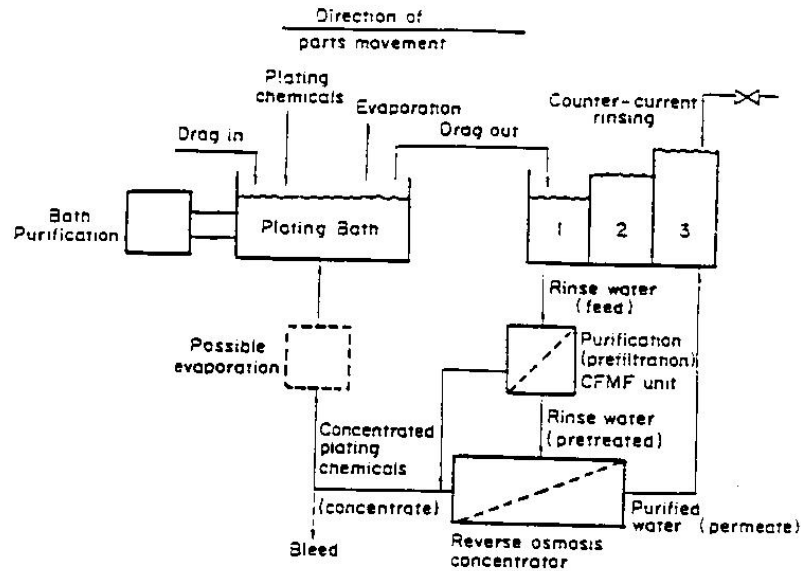 Direction of
parts movement
Plating
chemicals
Evaporation
Counter-current
rinsing
Drag in
Drag out
Bath
Purification
Plating Bath
1
2
3
Rinse water
(feed)
Possible
evaporation
Purification
(prefiltration)
CFMF unit
Concentrated
plating
chemicals
Rinse water
(pretreated)
(concentrate)
Purified
water (permeate)
Bleed
Reverse osmosis
concentrator